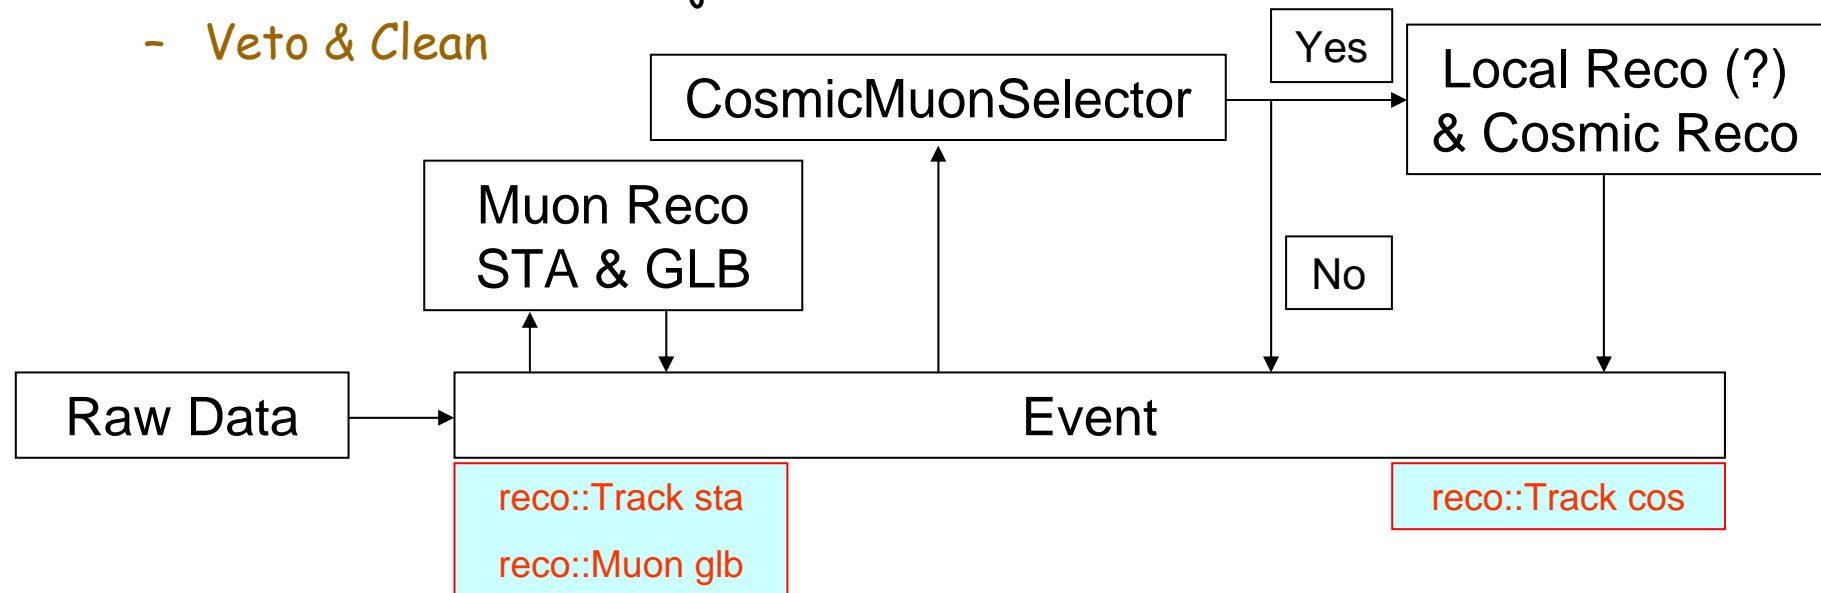 - Veto & Clean
Yes
CosmicMuonSelector
Local Reco (?)
& Cosmic Reco
Muon Reco
STA & GLB
No
Raw Data
Event
reco::Track sta
reco::Muon glb
reco::Track cos